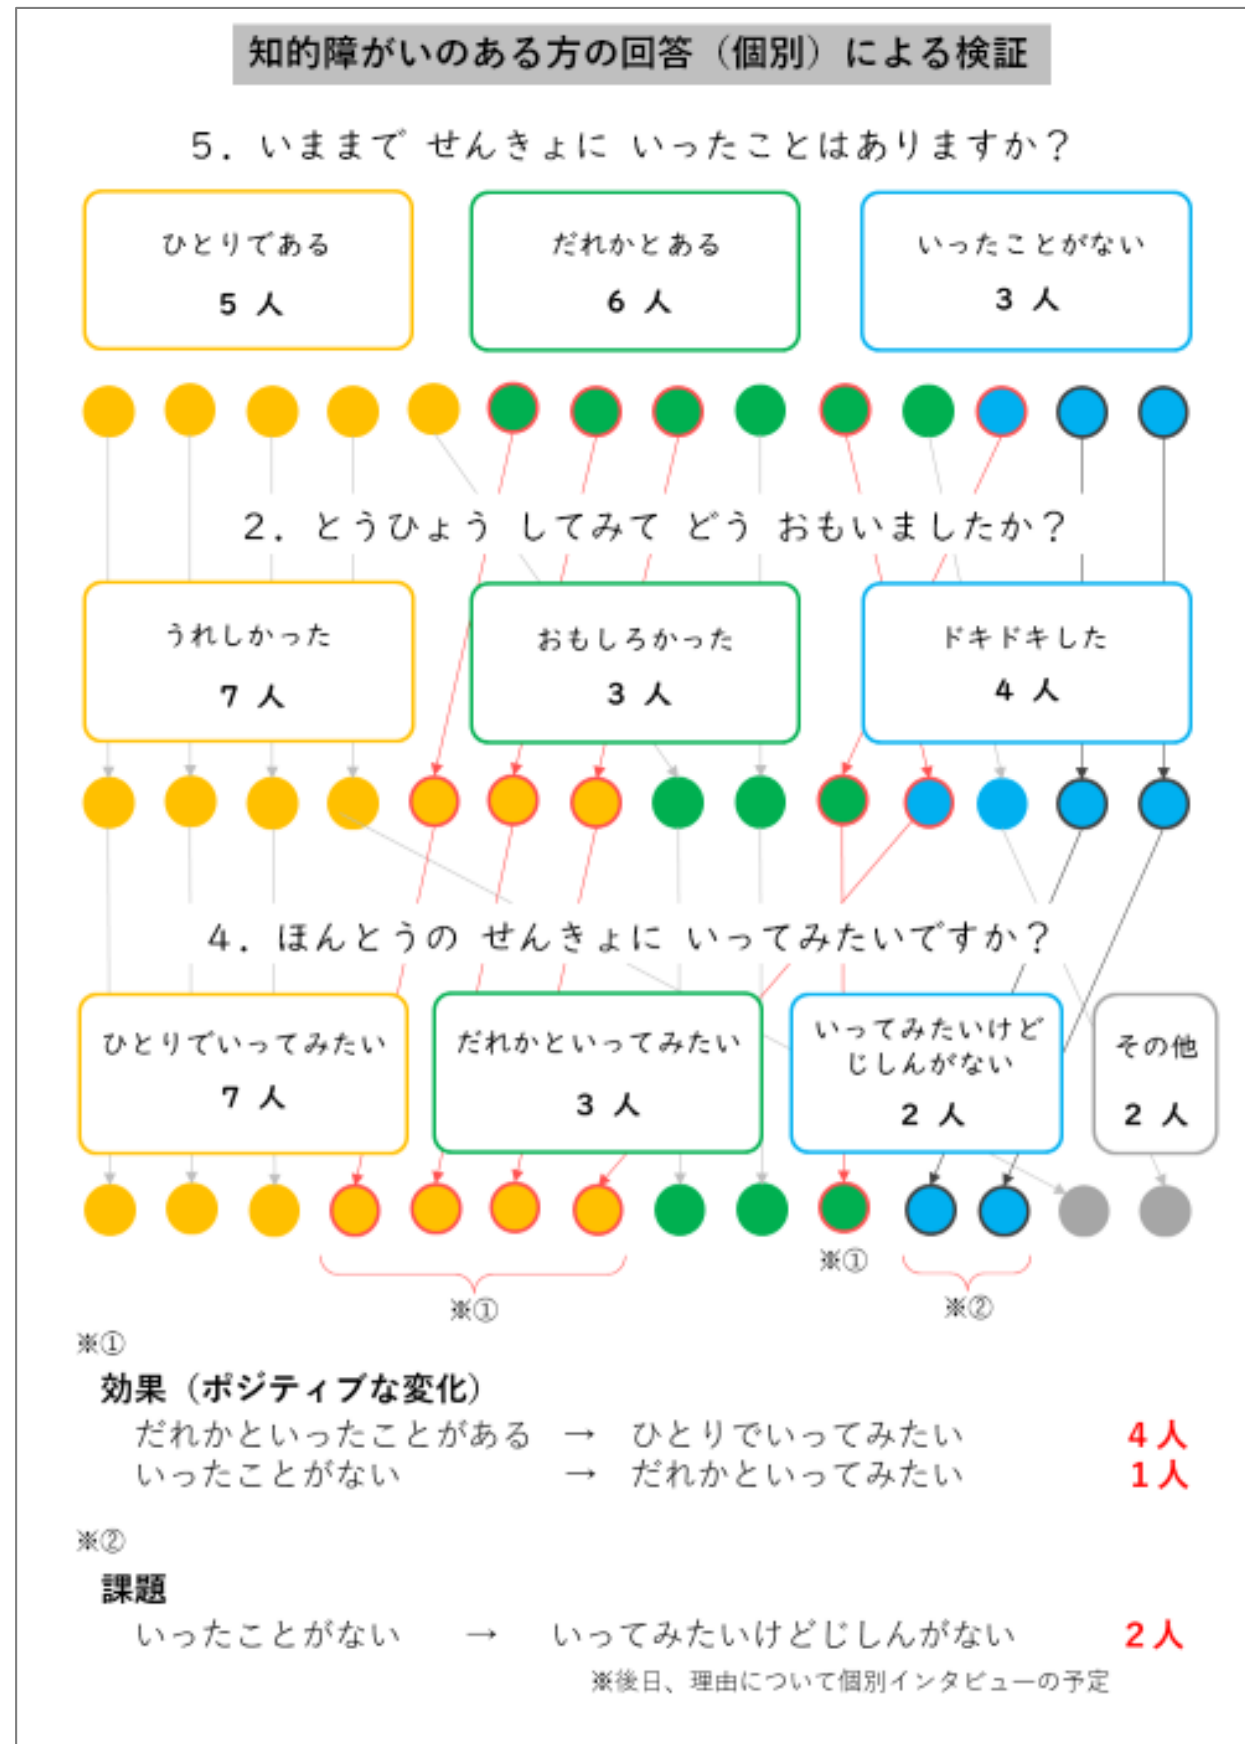 知的障がいのある方の回答（個別）による検証
5. いままで せんきょに いったことはありますか？
ひとりである
5 人
だれかとある
6 人
いったことがない
3 人
2. とうひょう してみて どう おもいましたか？
うれしかった
7 人
おもしろかった
3 人
ドキドキした
4 人
4. ほんとうの せんきょに いってみたいですか？
ひとりでいってみたい
7 人
だれかといってみたい
3 人
いってみたいけど
じしんがない
2 人
その他
2 人
※①
※①
※②
※①
効果（ポジティブな変化）
だれかといったことがある → ひとりでいってみたい 4人
いったことがない → だれかといってみたい 1人
※②
課題
いったことがない → いってみたいけどじしんがない 2人
※後日、理由について個別インタビューの予定